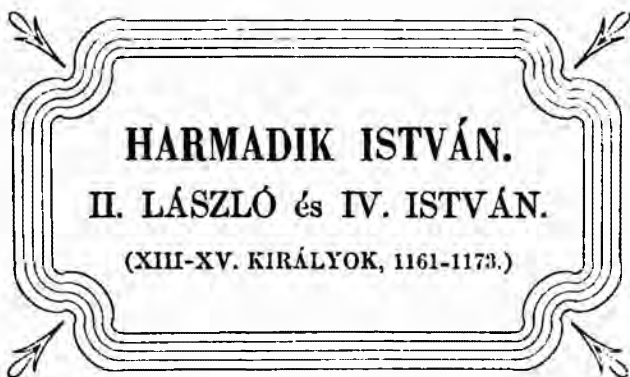 HARMADIK ISTVÁN.
II. LÁSZLÓ és IV. ISTVÁN.
(XIII-XV. KIRÁLYOK, 1161-1173.)